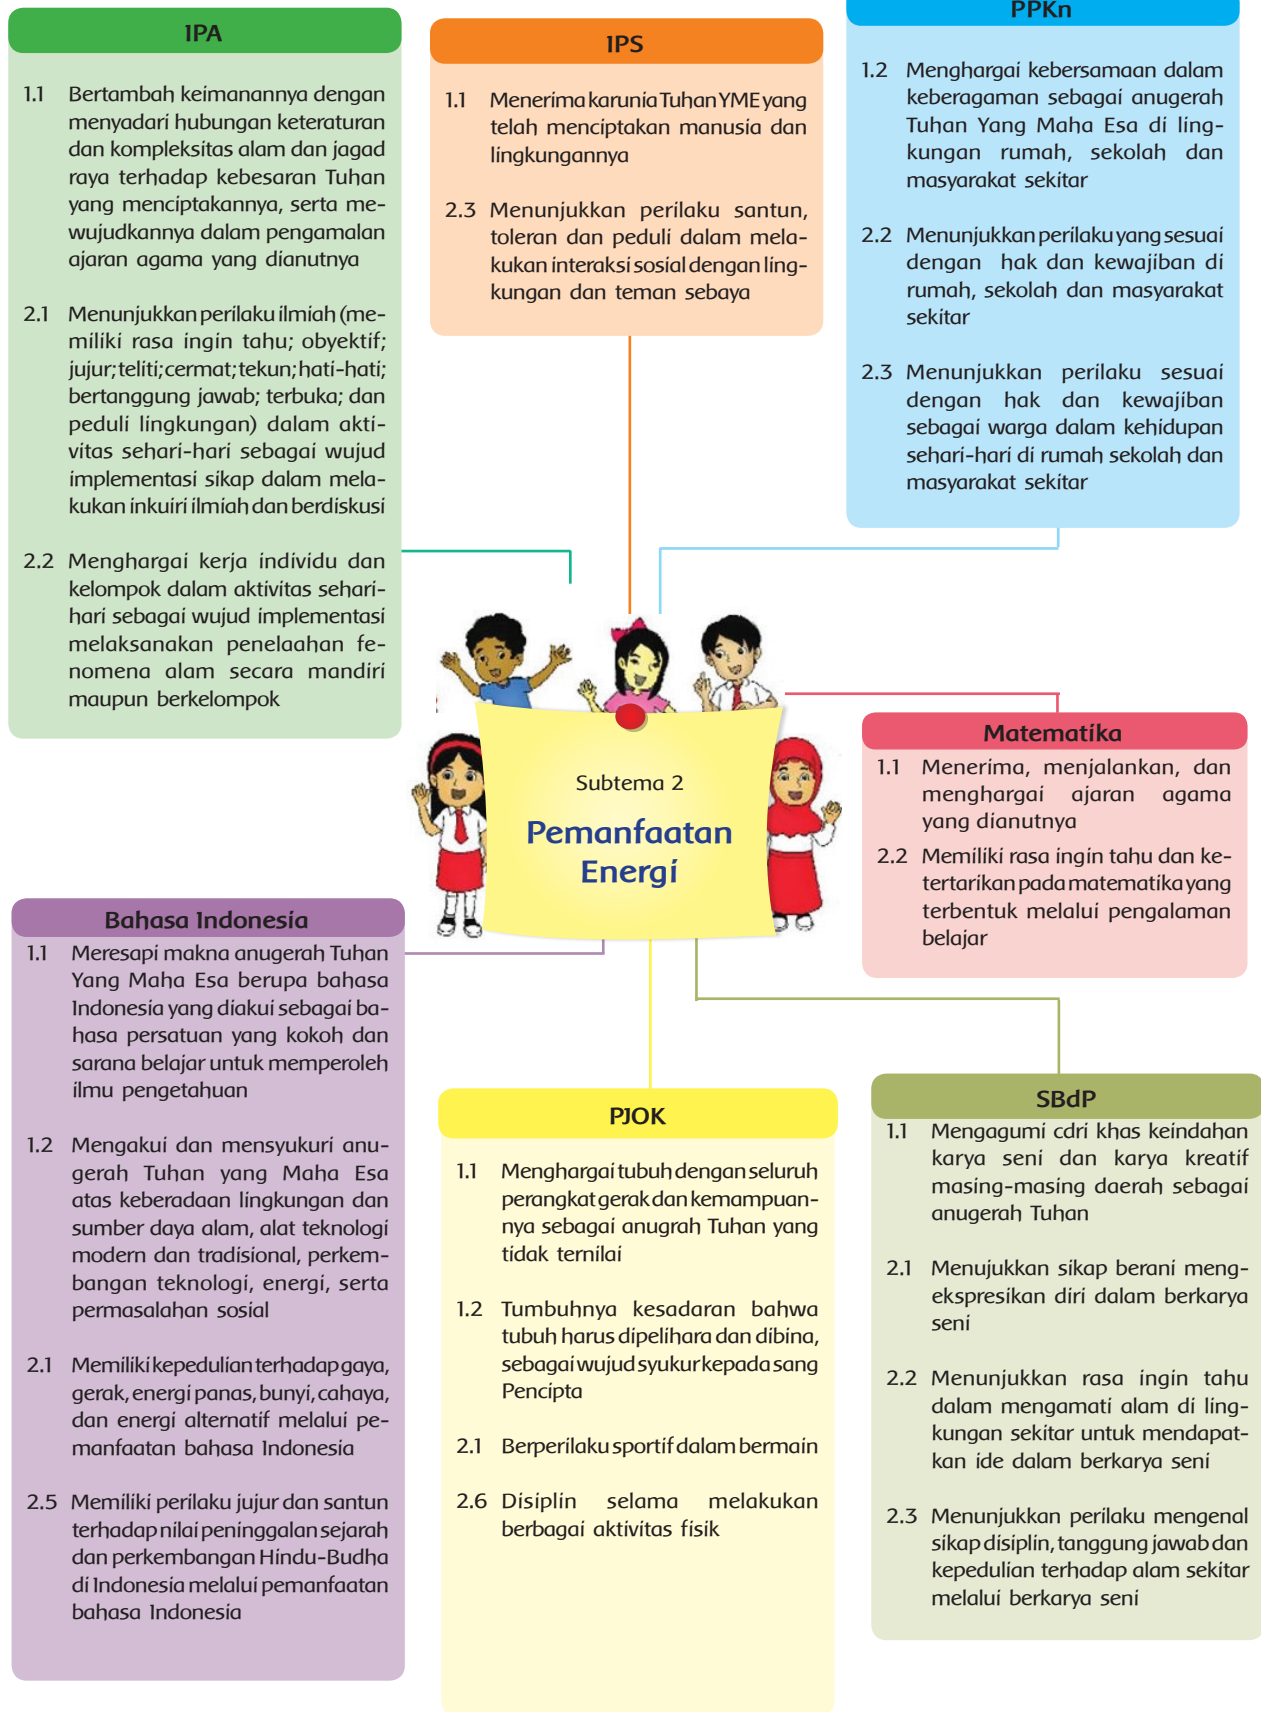 IPA
1.1 Bertambah keimanannya dengan
menyadari hubungan keteraturan
dan kompleksitas alam dan jagad
raya terhadap kebesaran Tuhan
yang menciptakannya, serta me-
wujudkannya dalam pengamalan
ajaran agama yang dianutnya
2.1 Menunjukkan perilaku ilmiah (me-
miliki rasa ingin tahu; obyektif;
jujur; teliti; cermat; tekun; hati-hati;
bertanggung jawab; terbuka; dan
peduli lingkungan) dalam akti-
vitas sehari-hari sebagai wujud
implementasi sikap dalam mela-
kukan inkuiri ilmiah dan berdiskusi
2.2 Menghargai kerja individu dan
kelompok dalam aktivitas sehari-
hari sebagai wujud implementasi
melaksanakan penelaahan fe-
nomena alam secara mandiri
maupun berkelompok
IPS
1.1 Menerima karunia Tuhan YME yang
telah menciptakan manusia dan
lingkungannya
2.3 Menunjukkan perilaku santun,
toleran dan peduli dalam mela-
kukan interaksi sosial dengan ling-
kungan dan teman sebaya
PPKn
1.2 Menghargai kebersamaan dalam
keberagaman sebagai anugerah
Tuhan Yang Maha Esa di ling-
kungan rumah, sekolah dan
masyarakat sekitar
2.2 Menunjukkan perilaku yang sesuai
dengan hak dan kewajiban di
rumah, sekolah dan masyarakat
sekitar
2.3 Menunjukkan perilaku sesuai
dengan hak dan kewajiban
sebagai warga dalam kehidupan
sehari-hari di rumah sekolah dan
masyarakat sekitar
Subtema 2
Pemanfaatan
Energi
Matematika
1.1 Menerima, menjalankan, dan
menghargai ajaran agama
yang dianutnya
2.2 Memiliki rasa ingin tahu dan ke-
tertarikan pada matematika yang
terbentuk melalui pengalaman
belajar
Bahasa Indonesia
1.1 Meresapi makna anugerah Tuhan
Yang Maha Esa berupa bahasa
Indonesia yang diakui sebagai ba-
hasa persatuan yang kokoh dan
sarana belajar untuk memperoleh
ilmu pengetahuan
1.2 Mengakui dan mensyukuri anu-
gerah Tuhan yang Maha Esa
atas keberadaan lingkungan dan
sumber daya alam, alat teknologi
modern dan tradisional, perkem-
bangan teknologi, energi, serta
permasalahan sosial
2.1 Memiliki kepedulian terhadap gaya,
gerak, energi panas, bunyi, cahaya,
dan energi alternatif melalui pe-
manfaatan bahasa Indonesia
2.5 Memiliki perilaku jujur dan santun
terhadap nilai peninggalan sejarah
dan perkembangan Hindu-Budha
di Indonesia melalui pemanfaatan
bahasa Indonesia
PJOK
1.1 Menghargai tubuh dengan seluruh
perangkat gerak dan kemampuan-
nya sebagai anugrah Tuhan yang
tidak ternilai
1.2 Tumbuhnya kesadaran bahwa
tubuh harus dipelihara dan dibina,
sebagai wujud syukur kepada sang
Pencipta
2.1 Berperilaku sportif dalam bermain
2.6 Disiplin selama melakukan
berbagai aktivitas fisik
SBdP
1.1 Mengagumi cdri khas keindahan
karya seni dan karya kreatif
masing-masing daerah sebagai
anugerah Tuhan
2.1 Menujukkan sikap berani meng-
ekspresikan diri dalam berkarya
seni
2.2 Menunjukkan rasa ingin tahu
dalam mengamati alam di ling-
kungan sekitar untuk mendapat-
kan ide dalam berkarya seni
2.3 Menunjukkan perilaku mengenal
sikap disiplin, tanggung jawab dan
kepedulian terhadap alam sekitar
melalui berkarya seni